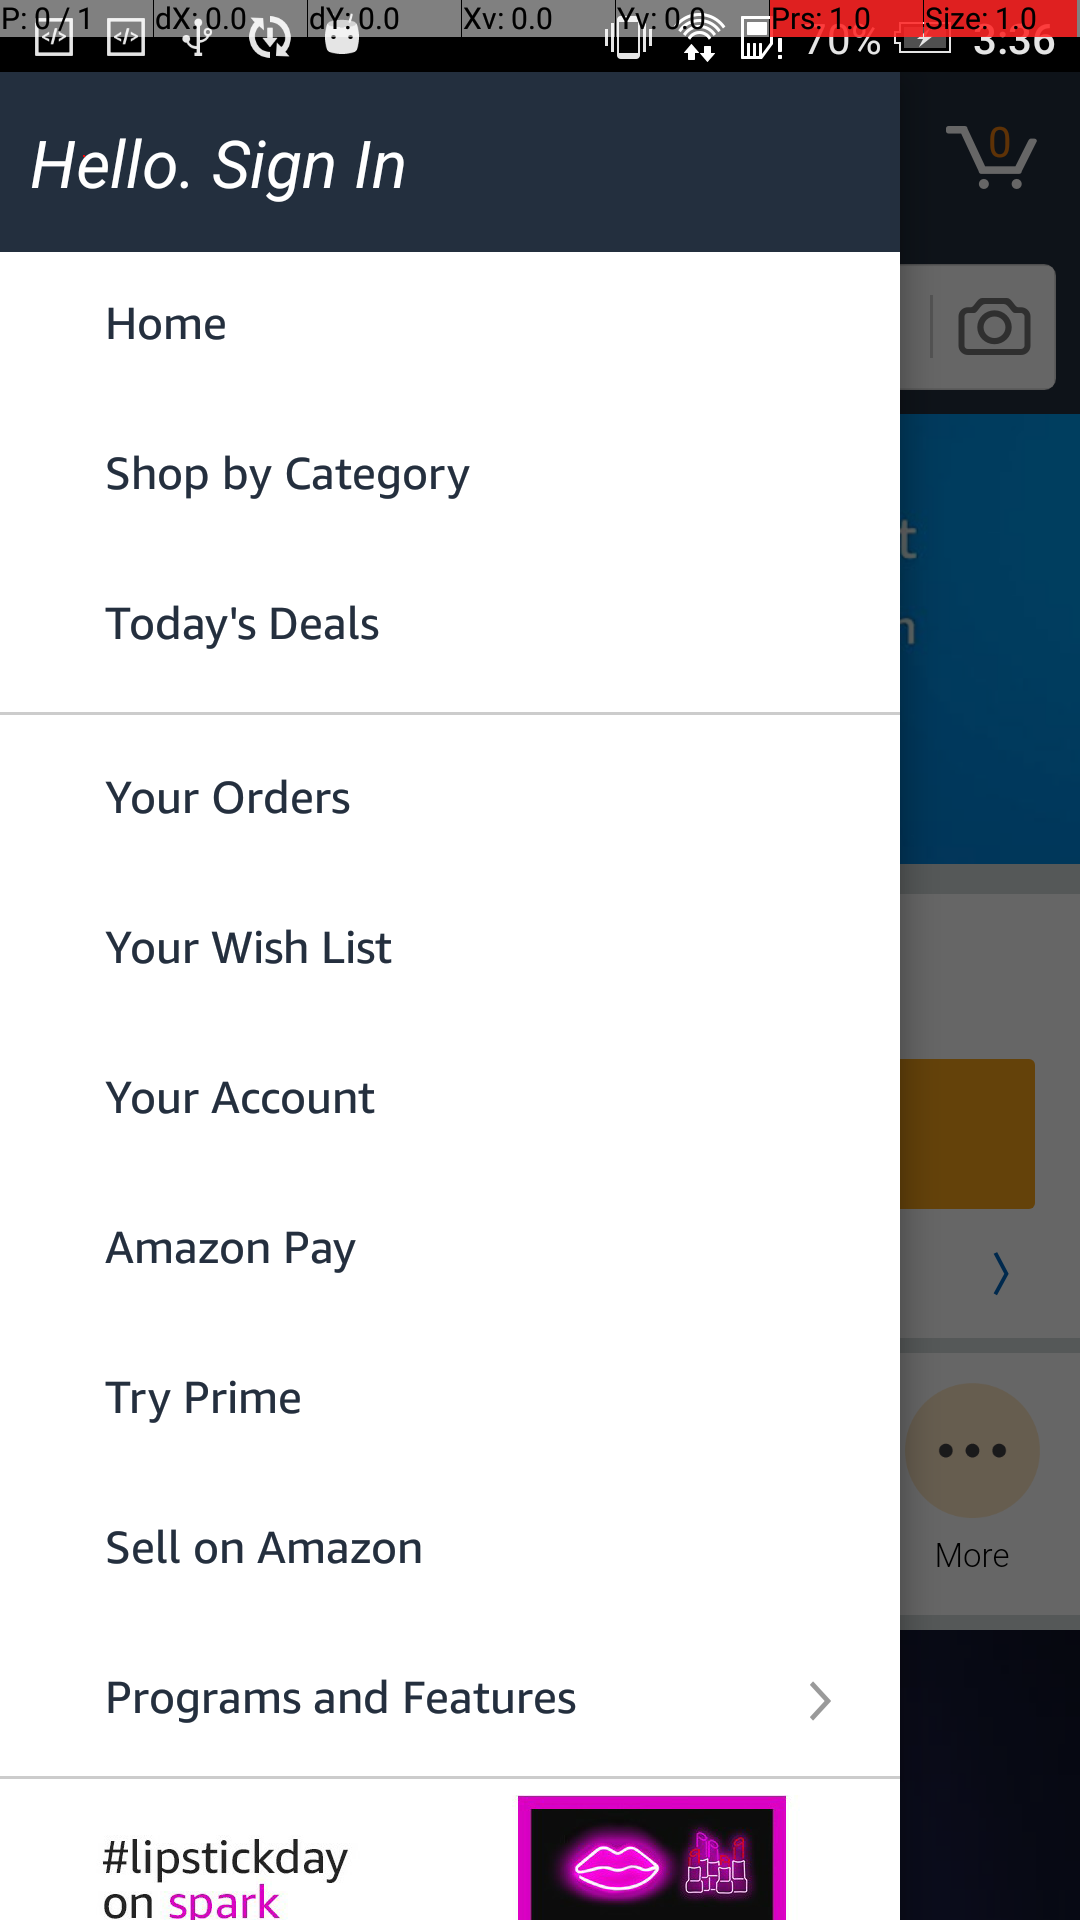 P: 0 / 1 dX: 0.0 dY: 0.0 Xv: 0.0 Yv: 0.0 Prs: 1.0 Size: 1.0
70% 3:36
Hello. Sign In
0
Home
Shop by Category
Today's Deals
Your Orders
Your Wish List
Your Account
Amazon Pay
Try Prime
Sell on Amazon
More
Programs and Features
#lipstickday
on spark